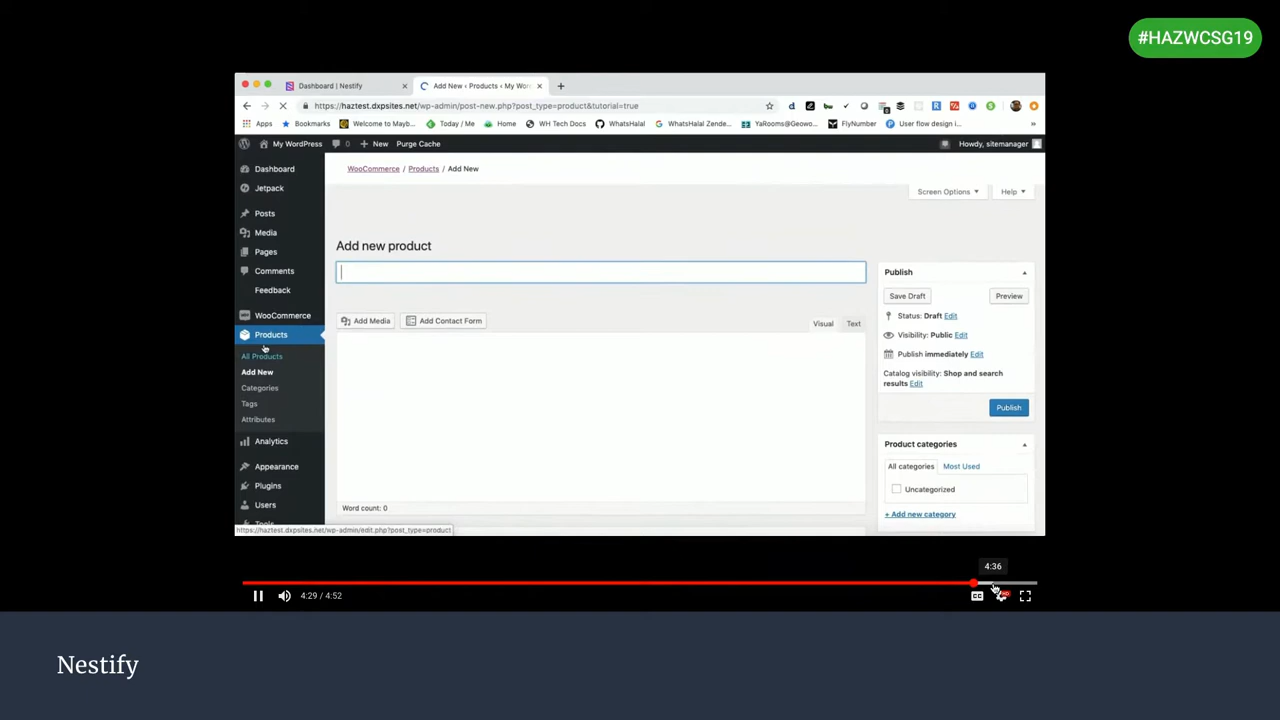 #HAZWCSG19
Dashboard | Nestify
Add New ‹ Products ‹ My Wor
https://haztest.dxpsites.net/wp-admin/post-new.php?post_type=product&tutorial=true
Apps
Bookmarks
Welcome to Mayb...
Today / Me
Home
WH Tech Docs
WhatsHalal
WhatsHalal Zende...
YaRooms@Geowo...
FlyNumber
User flow design i...
»
My WordPress
0
New
Purge Cache
Howdy, sitemanager
Dashboard
Jetpack
Posts
Media
Pages
Comments
Feedback
WooCommerce
Products
All Products
Add New
Categories
Tags
Attributes
Analytics
Appearance
Plugins
Users
Tools
WooCommerce / Products / Add New
Screen Options
Help
Add new product
Add Media
Add Contact Form
Visual
Text
Word count: 0
Publish
Save Draft
Preview
Status: Draft Edit
Visibility: Public Edit
Publish immediately Edit
Catalog visibility: Shop and search
results Edit
Publish
Product categories
All categories
Most Used
Uncategorized
+ Add new category
https://haztest.dxpsites.net/wp-admin/edit.php?post_type=product
4:36
4:29 / 4:52
CC
HD
Nestify